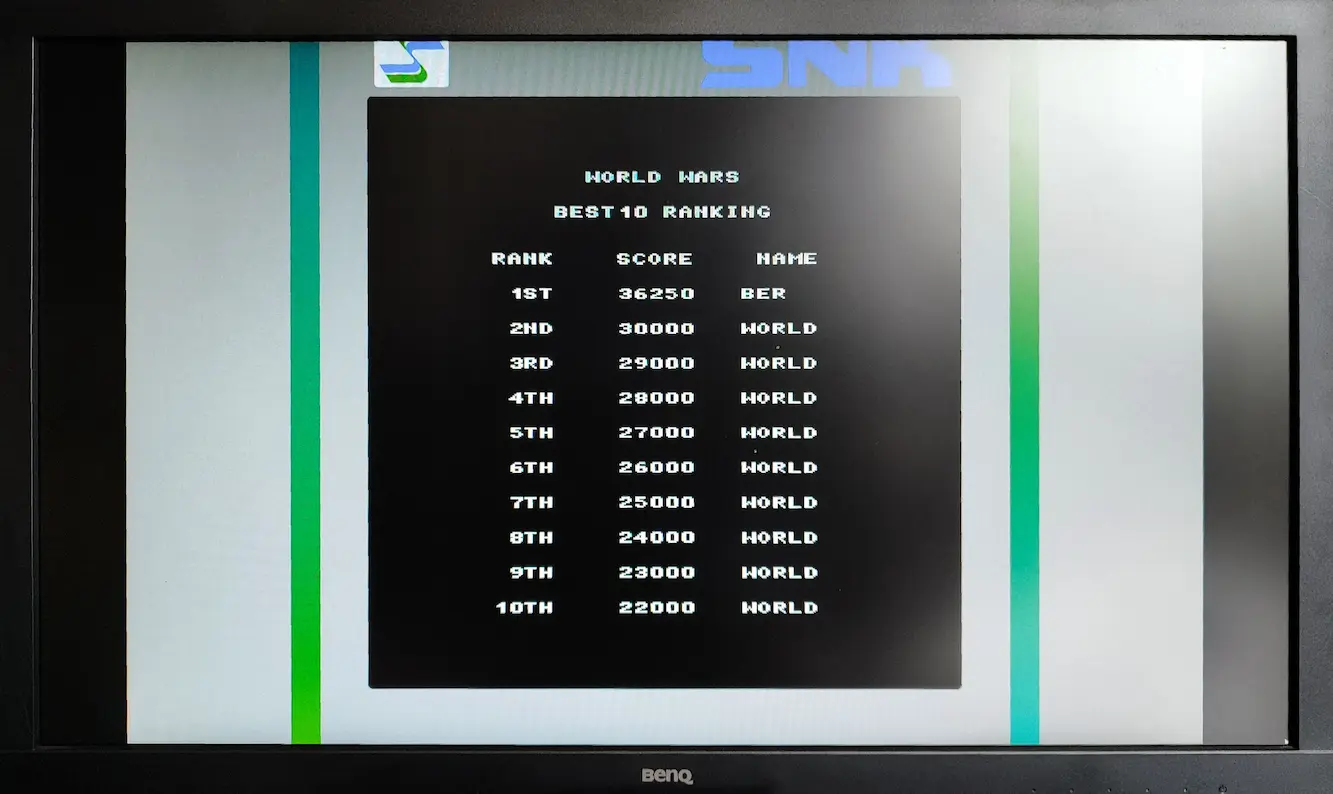 SNK
WORLD WARS
BEST10 RANKING
RANK SCORE NAME
1ST 36250 BER
2ND 30000 WORLD
3RD 29000 WORLD
4TH 28000 WORLD
5TH 27000 WORLD
6TH 26000 WORLD
7TH 25000 WORLD
8TH 24000 WORLD
9TH 23000 WORLD
10TH 22000 WORLD
BenQ